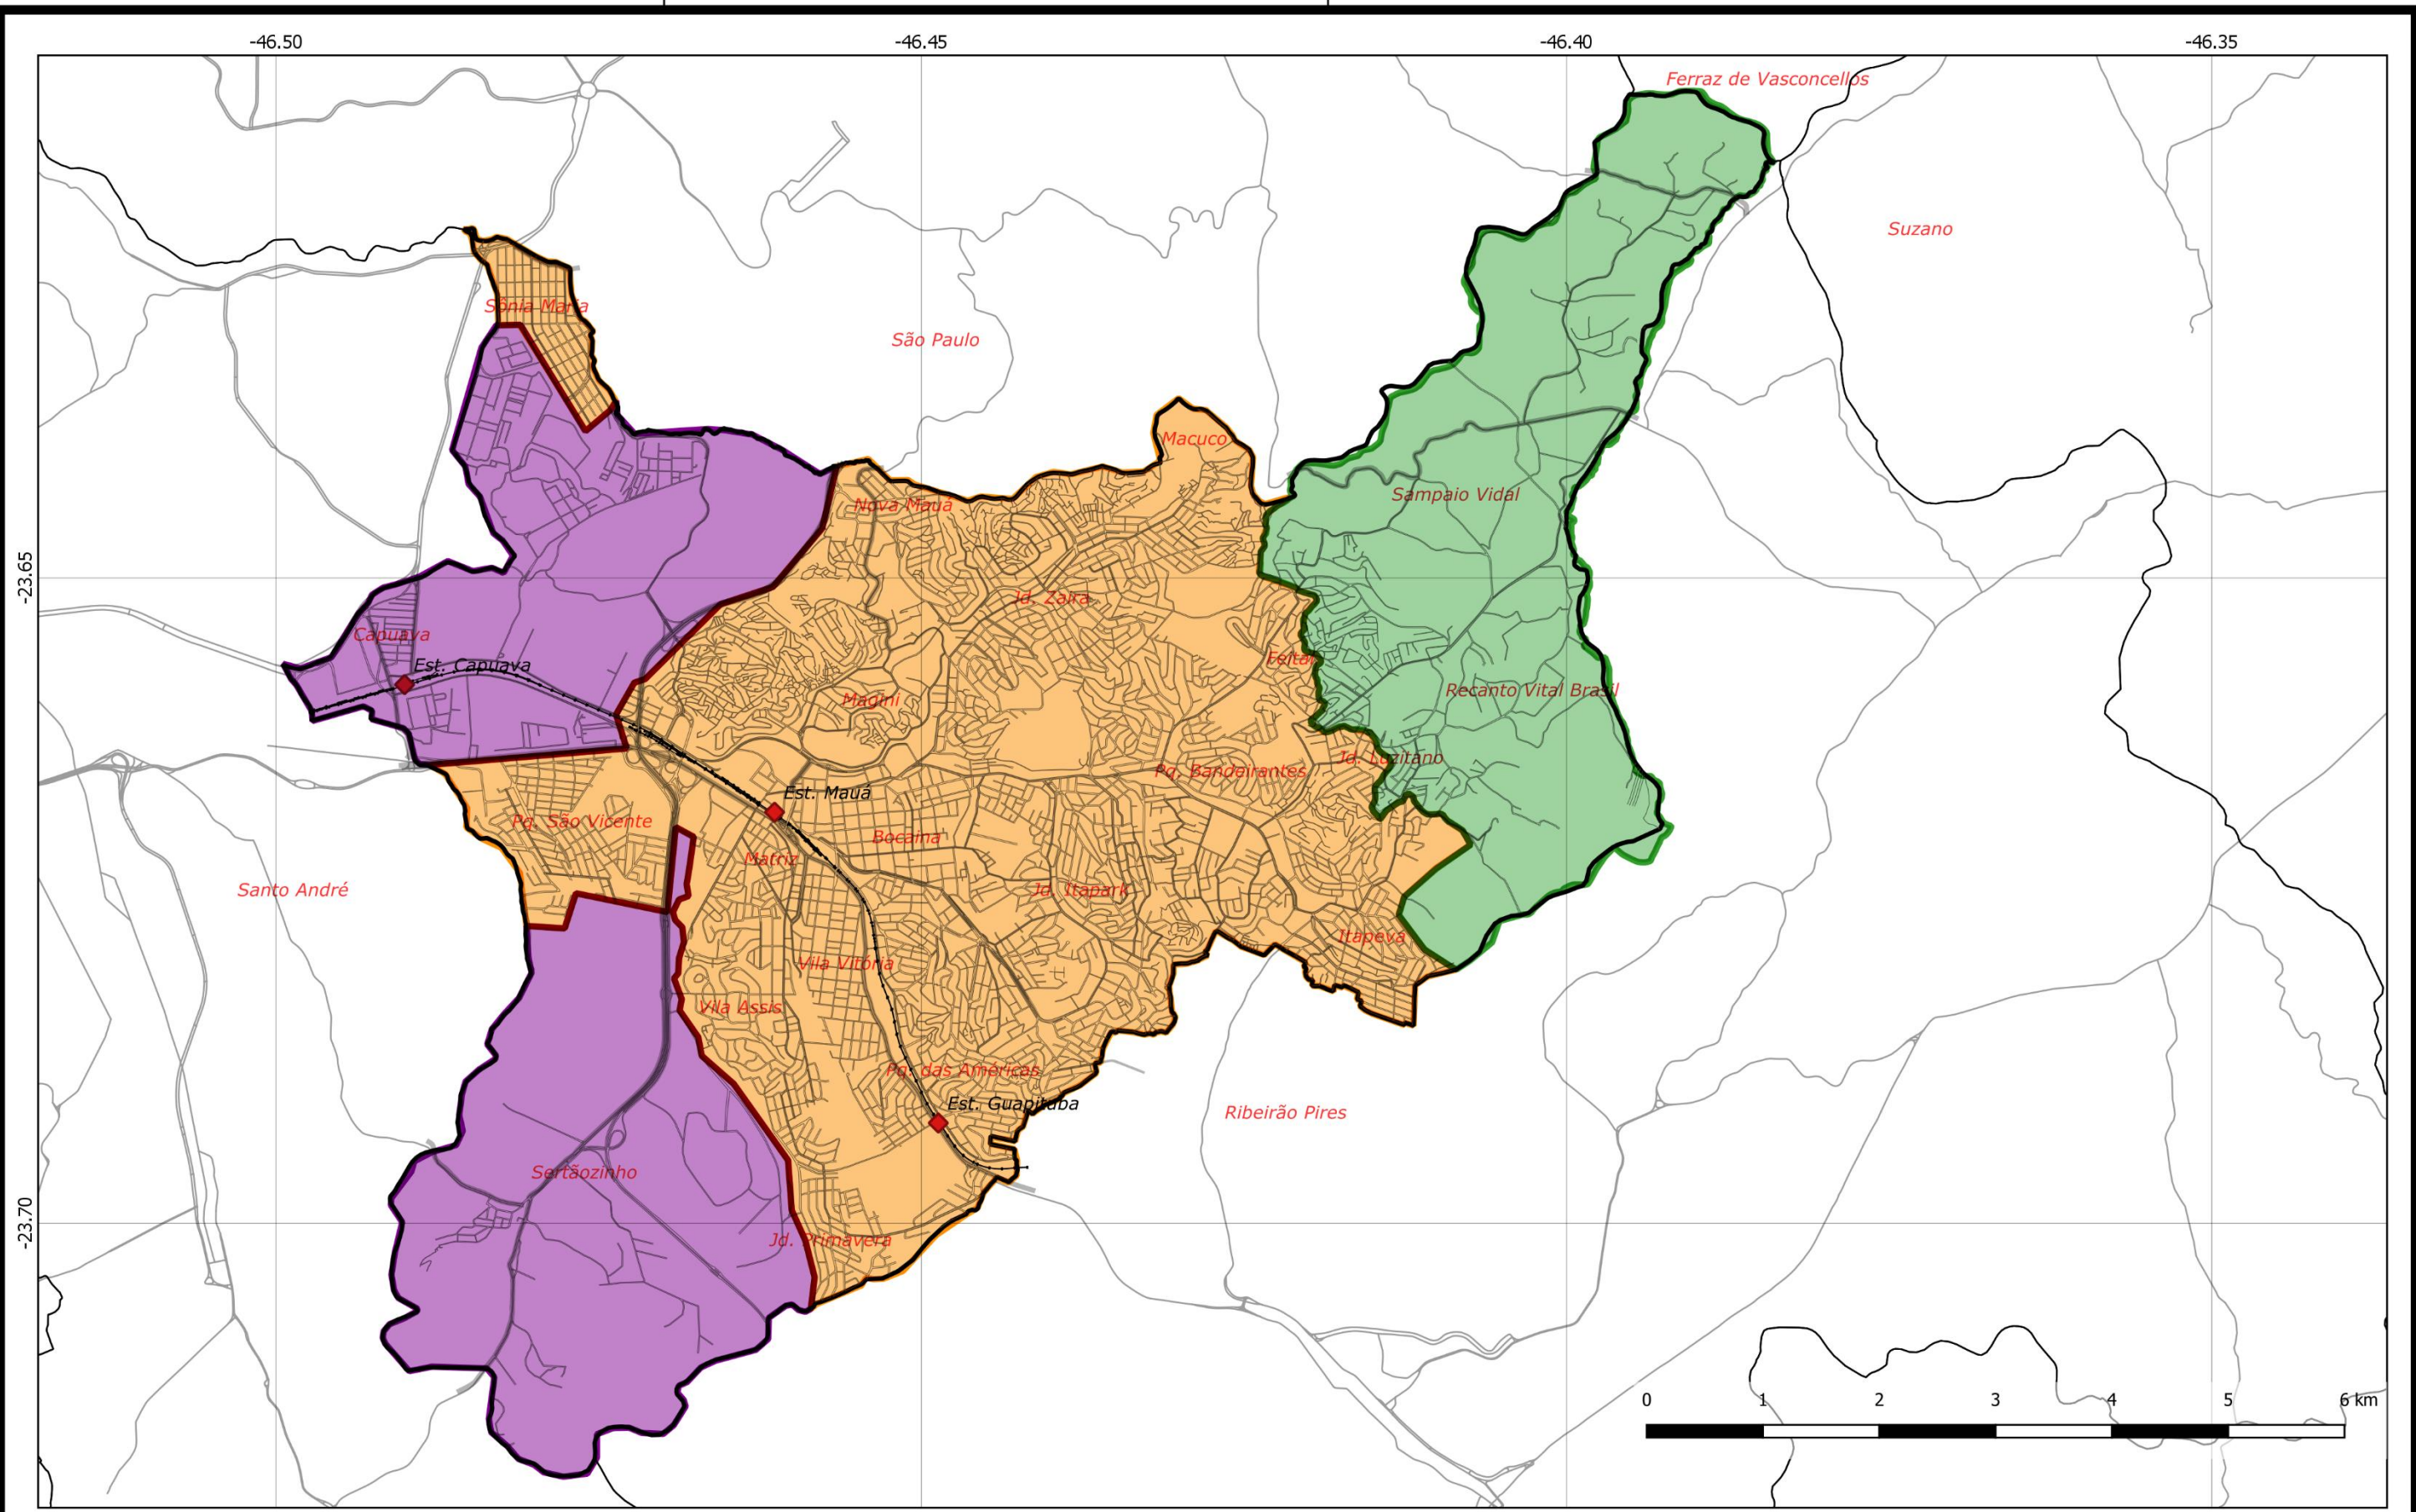 -46.50
-46.45
-46.40
-46.35
Ferraz de Vasconcellos
Suzano
Sônia Maria
São Paulo
Macuco
Sampaio Vidal
Nova Mauá
-23.65
Jd. Zaira
Capuava
Est. Capuava
Feital
Recanto Vital Brasil
Magini
Jd. Luzitano
Pq. Bandeirantes
Est. Mauá
Pq. São Vicente
Bocaina
Matriz
Santo André
Jd. Itapark
Itapeva
Vila Vitória
Vila Assis
Pq. das Américas
Est. Guapituba
Ribeirão Pires
Sertãozinho
-23.70
Jd. Primavera
0 1 2 3 4 5 6 km